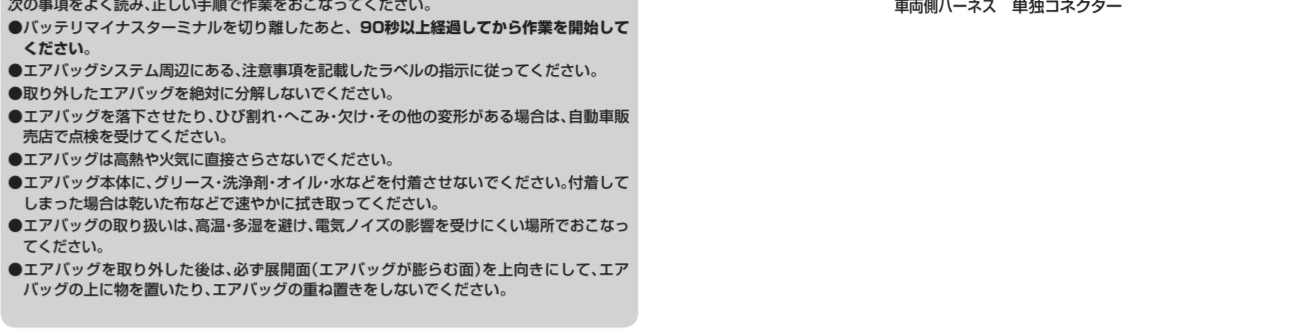 次の事項をよく読み、正しい手順で作業をおこなってください。
●バッテリマイナスターミナルを切り離したあと、90秒以上経過してから作業を開始して
ください。
●エアバッグシステム周辺にある、注意事項を記載したラベルの指示に従ってください。
●取り外したエアバッグを絶対に分解しないでください。
●エアバッグを落下させたり、ひび割れ・へこみ・欠け・その他の変形がある場合は、自動車販
売店で点検を受けてください。
●エアバッグは高熱や火気に直接さらさないでください。
●エアバッグ本体に、グリース・洗浄剤・オイル・水などを付着させないでください。付着して
しまった場合は乾いた布などで速やかに拭き取ってください。
●エアバッグの取り扱いは、高温・多湿を避け、電気ノイズの影響を受けにくい場所でおこなっ
てください。
●エアバッグを取り外した後は、必ず展開面（エアバッグが膨らむ面）を上向きにして、エア
バッグの上に物を置いたり、エアバッグの重ね置きをしないでください。
車両側ハーネス　単独コネクター